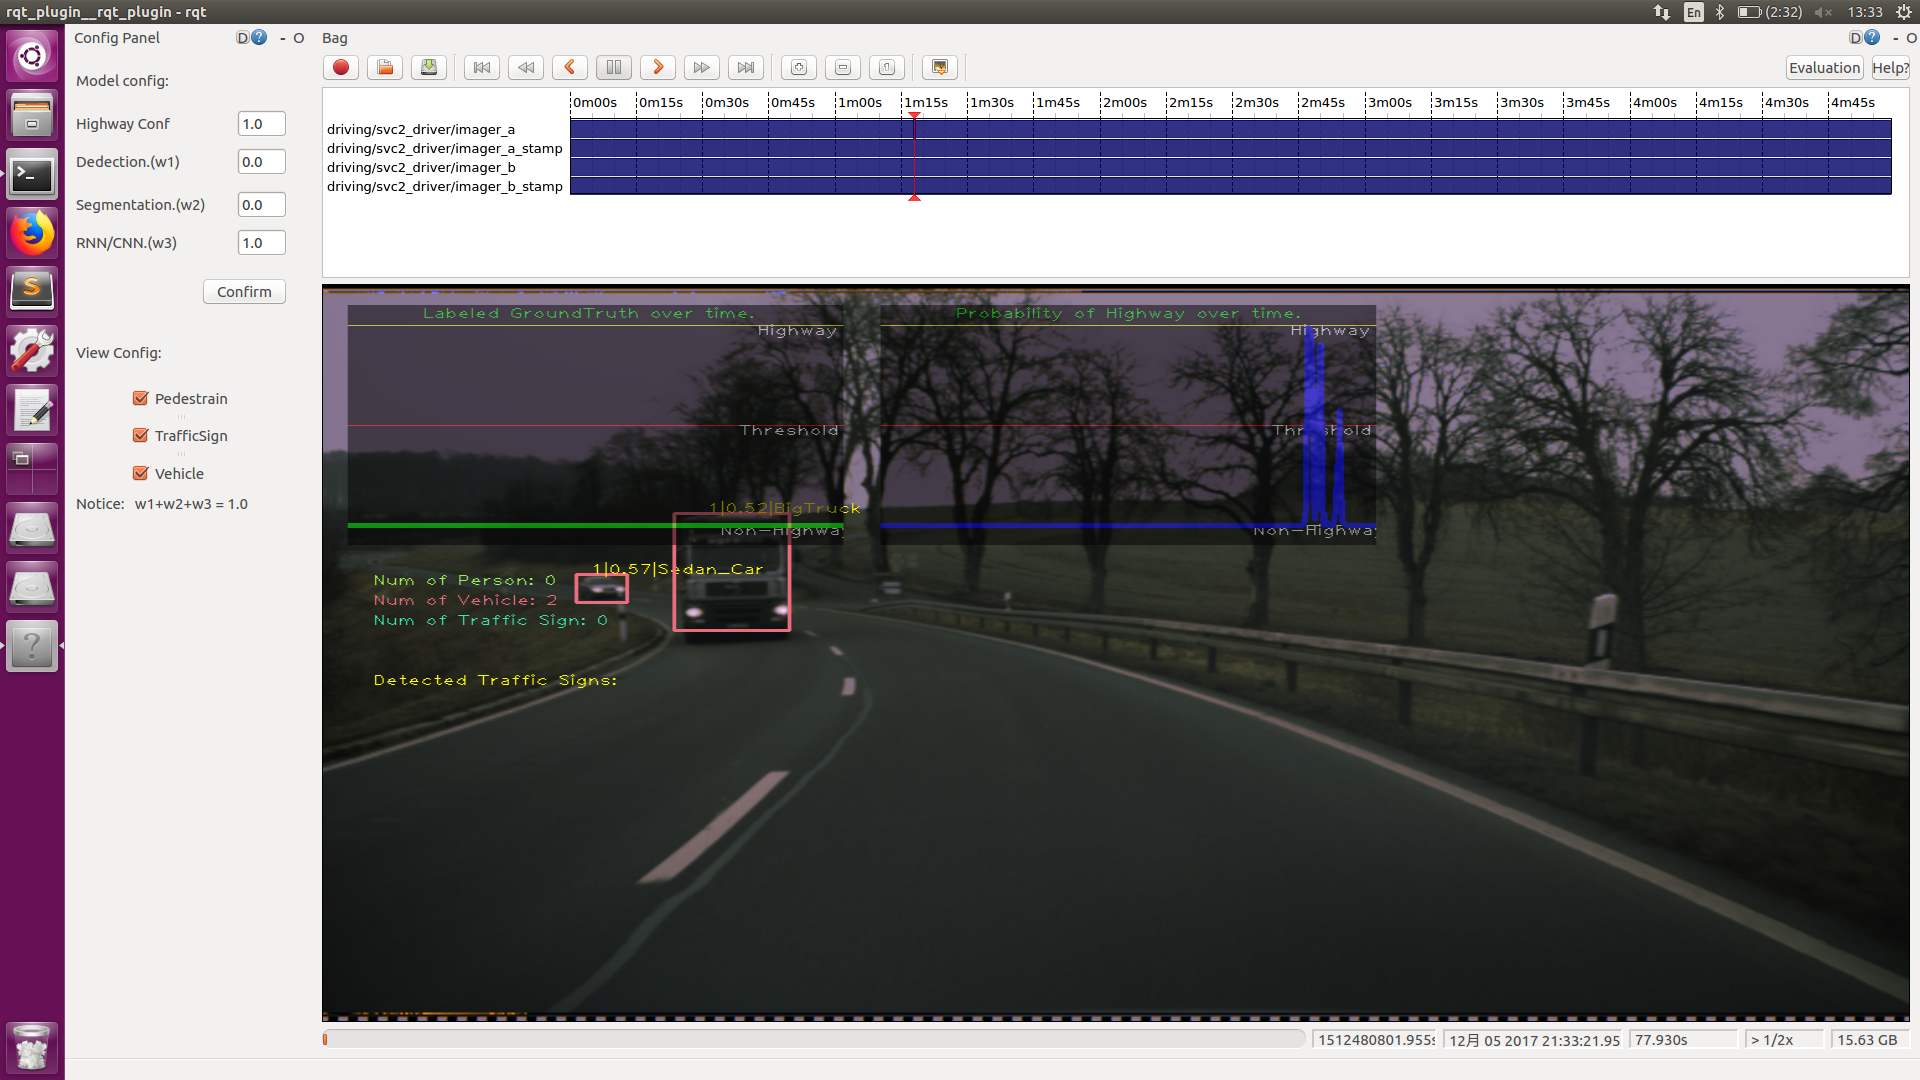 rqt_plugin__rqt_plugin - rqt
En
(2:32)
13:33
Config Panel
D
?
- O
Bag
D
?
- O
Evaluation
Help?
Model config:
Highway Conf
1.0
Dedection.(w1)
0.0
Segmentation.(w2)
0.0
RNN/CNN.(w3)
1.0
Confirm
View Config:
Pedestrain
TrafficSign
Vehicle
Notice: w1+w2+w3 = 1.0
0m00s 0m15s 0m30s 0m45s 1m00s 1m15s 1m30s 1m45s 2m00s 2m15s 2m30s 2m45s 3m00s 3m15s 3m30s 3m45s 4m00s 4m15s 4m30s 4m45s
driving/svc2_driver/imager_a
driving/svc2_driver/imager_a_stamp
driving/svc2_driver/imager_b
driving/svc2_driver/imager_b_stamp
Labeled GroundTruth over time.
Highway
Threshold
Non-Highway
Probability of Highway over time.
Highway
Threshold
Non-Highway
1|0.52|BigTruck
1|0.57|Sedan_Car
Num of Person: 0
Num of Vehicle: 2
Num of Traffic Sign: 0
Detected Traffic Signs:
1512480801.955s
12月 05 2017 21:33:21.95
77.930s
> 1/2x
15.63 GB